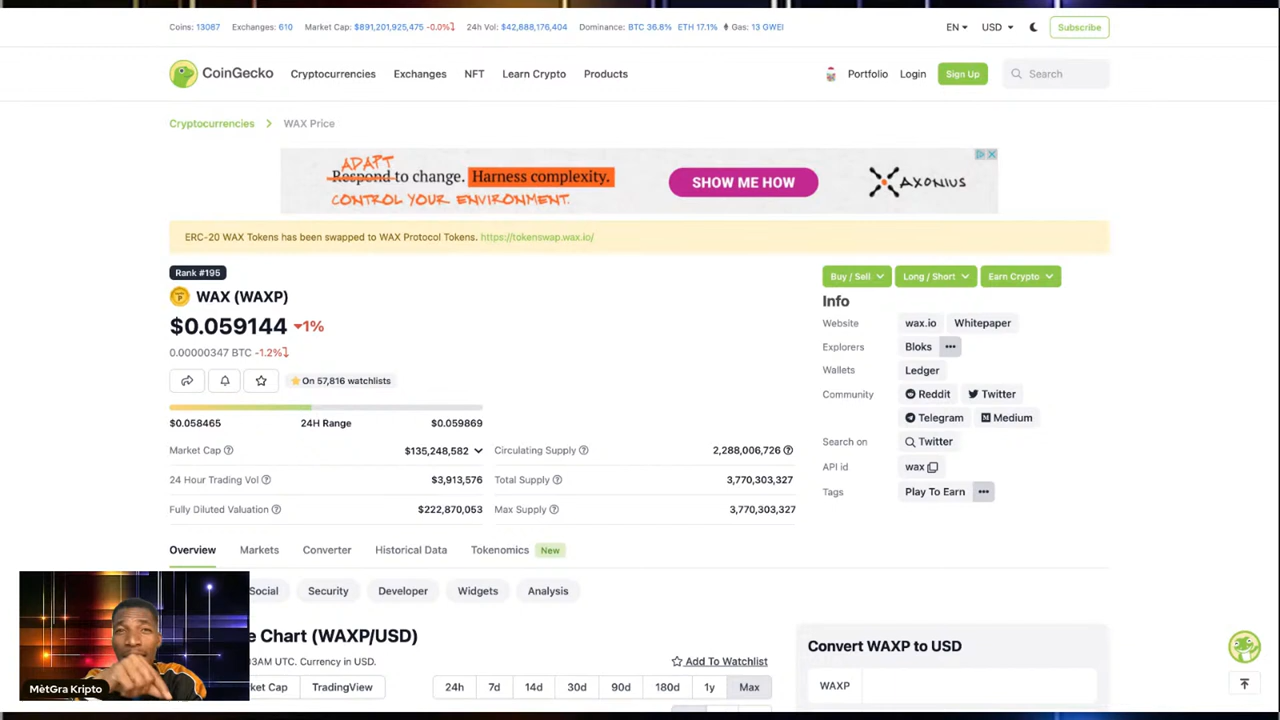 Coins: 13087 Exchanges: 610 Market Cap: $891,201,925,475 -0.0% 24h Vol: $42,888,176,404 Dominance: BTC 36.8% ETH 17.1% Gas: 13 GWEI EN USD Subscribe
CoinGecko Cryptocurrencies Exchanges NFT Learn Crypto Products Portfolio Login Sign Up Search
Cryptocurrencies > WAX Price
ADAPT
Respond to change. Harness complexity. SHOW ME HOW AXONIUS
CONTROL YOUR ENVIRONMENT.
ERC-20 WAX Tokens has been swapped to WAX Protocol Tokens. https://tokenswap.wax.io/
Rank #195
WAX (WAXP)
$0.059144 1%
0.00000347 BTC -1.2%
On 57,816 watchlists
$0.058465 24H Range $0.059869
Market Cap $135,248,582 Circulating Supply 2,288,006,726
24 Hour Trading Vol $3,913,576 Total Supply 3,770,303,327
Fully Diluted Valuation $222,870,053 Max Supply 3,770,303,327
Buy / Sell Long / Short Earn Crypto
Info
Website wax.io Whitepaper
Explorers Bloks
Wallets Ledger
Community Reddit Twitter
Telegram Medium
Search on Twitter
API id wax
Tags Play To Earn
Overview Markets Converter Historical Data Tokenomics New
Social Security Developer Widgets Analysis
e Chart (WAXP/USD)
3AM UTC. Currency in USD. Add To Watchlist
ket Cap TradingView 24h 7d 14d 30d 90d 180d 1y Max
Convert WAXP to USD
WAXP
MètGra Kripto